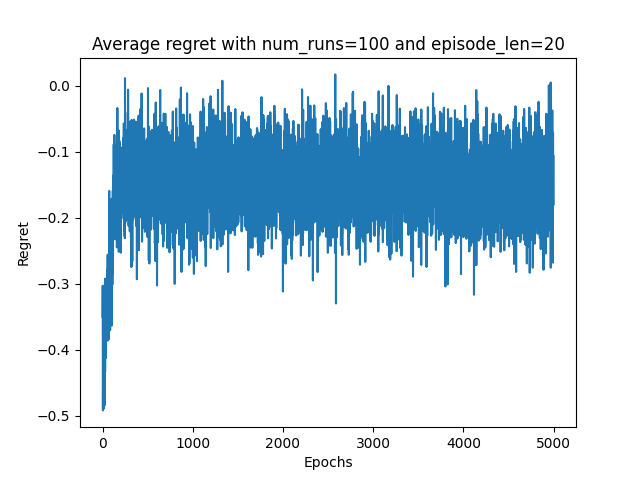 Average regret with num_runs=100 and episode_len=20
0.0
−0.1
−0.2
−0.3
−0.4
−0.5
Regret
0 1000 2000 3000 4000 5000
Epochs